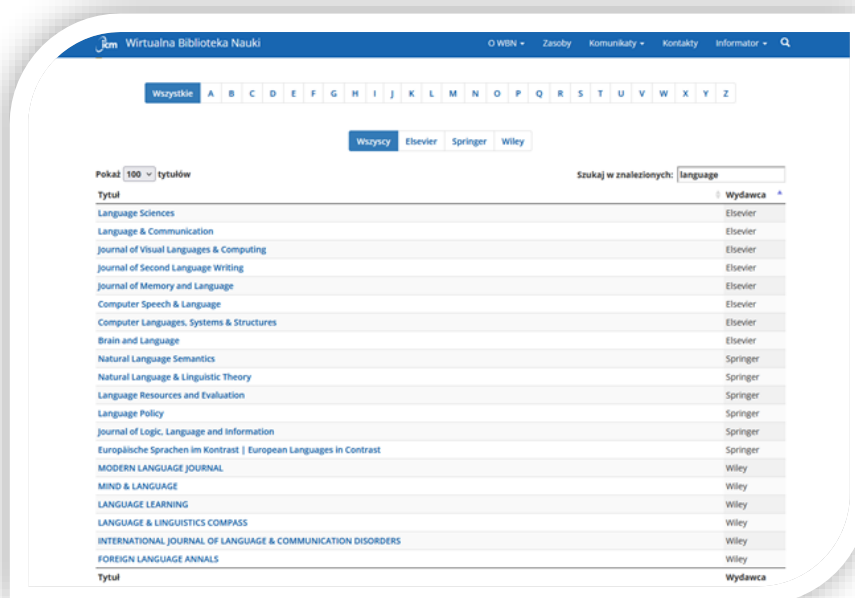 icm Wirtualna Biblioteka Nauki O WBN Zasoby Komunikaty Kontakty Informator
Wszystkie A B C D E F G H I J K L M N O P Q R S T U V W X Y Z
Wszyscy Elsevier Springer Wiley
Pokaż 100 tytułów Szukaj w znalezionych: language
Tytuł Wydawca
Language Sciences Elsevier
Language & Communication Elsevier
Journal of Visual Languages & Computing Elsevier
Journal of Second Language Writing Elsevier
Journal of Memory and Language Elsevier
Computer Speech & Language Elsevier
Computer Languages, Systems & Structures Elsevier
Brain and Language Elsevier
Natural Language Semantics Springer
Natural Language & Linguistic Theory Springer
Language Resources and Evaluation Springer
Language Policy Springer
Journal of Logic, Language and Information Springer
Europäische Sprachen im Kontrast | European Languages in Contrast Springer
MODERN LANGUAGE JOURNAL Wiley
MIND & LANGUAGE Wiley
LANGUAGE LEARNING Wiley
LANGUAGE & LINGUISTICS COMPASS Wiley
INTERNATIONAL JOURNAL OF LANGUAGE & COMMUNICATION DISORDERS Wiley
FOREIGN LANGUAGE ANNALS Wiley
Tytuł Wydawca